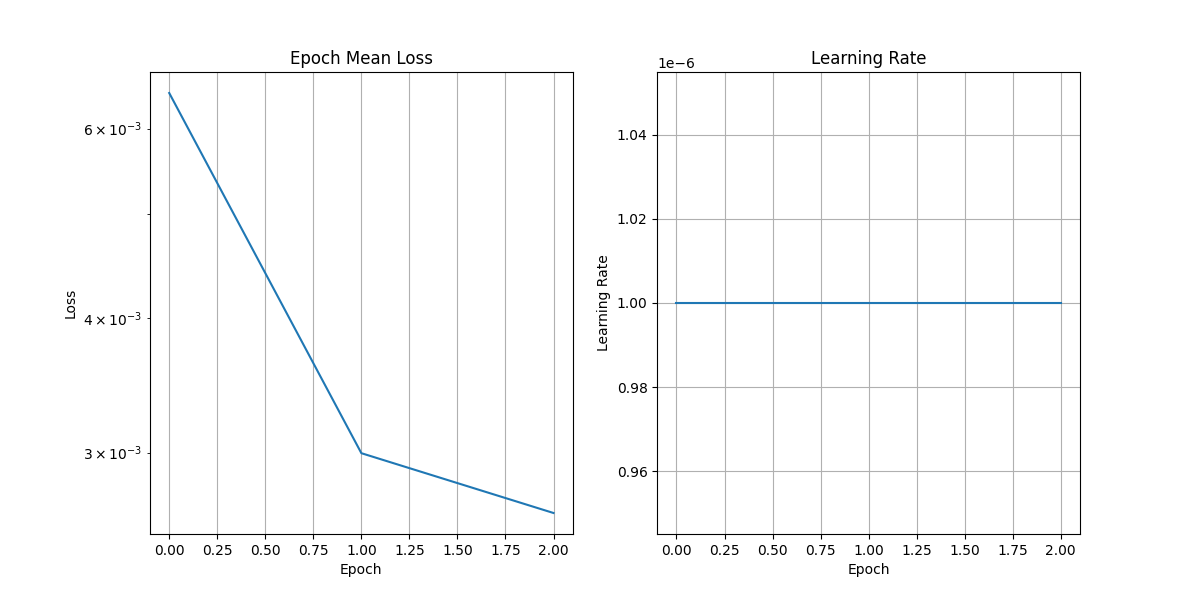 Epoch Mean Loss
6 × 10⁻³
4 × 10⁻³
3 × 10⁻³
Loss
0.00 0.25 0.50 0.75 1.00 1.25 1.50 1.75 2.00
Epoch
Learning Rate
1e−6
1.04
1.02
1.00
0.98
0.96
Learning Rate
0.00 0.25 0.50 0.75 1.00 1.25 1.50 1.75 2.00
Epoch